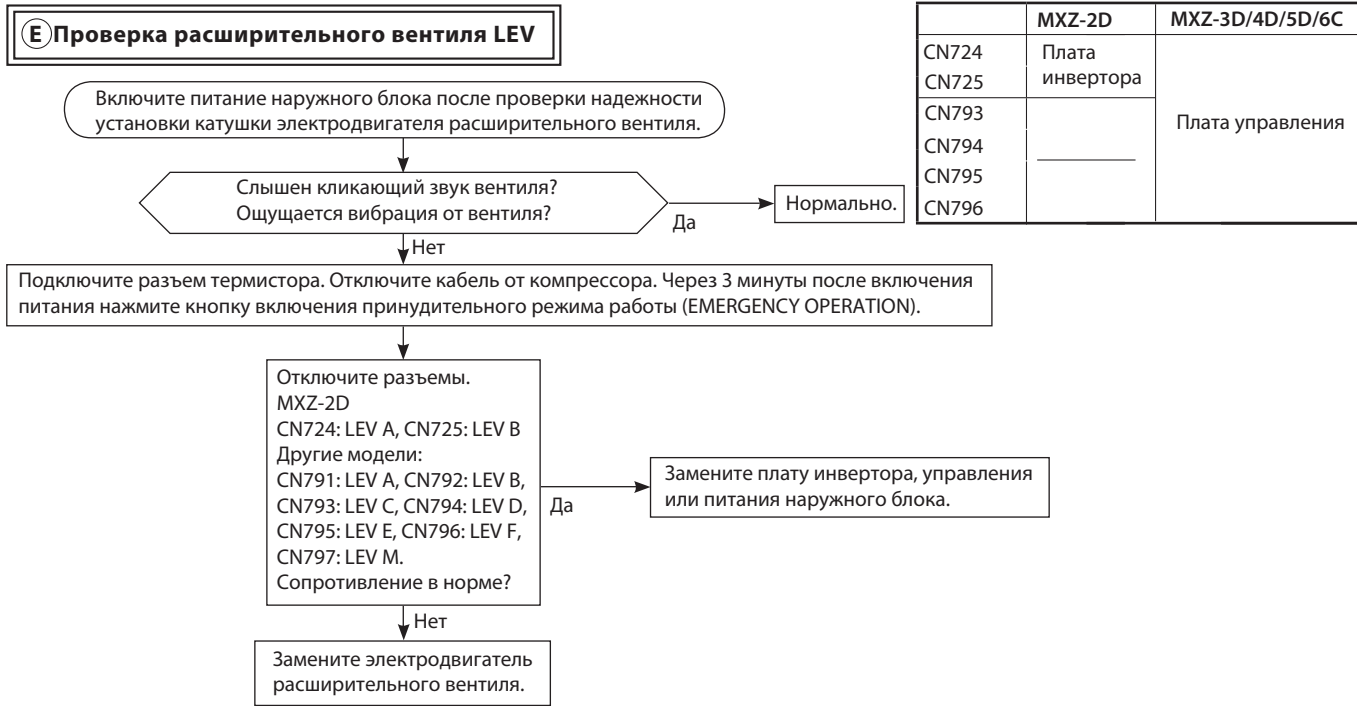 E Проверка расширительного вентиля LEV
Включите питание наружного блока после проверки надежности
установки катушки электродвигателя расширительного вентиля.
Слышен кликающий звук вентиля?
Ощущается вибрация от вентиля?
Да
Нормально.
Нет
Подключите разъем термистора. Отключите кабель от компрессора. Через 3 минуты после включения
питания нажмите кнопку включения принудительного режима работы (EMERGENCY OPERATION).
Отключите разъемы.
MXZ-2D
CN724: LEV A, CN725: LEV B
Другие модели:
CN791: LEV A, CN792: LEV B,
CN793: LEV C, CN794: LEV D,
CN795: LEV E, CN796: LEV F,
CN797: LEV M.
Сопротивление в норме?
Да
Замените плату инвертора, управления
или питания наружного блока.
Нет
Замените электродвигатель
расширительного вентиля.
MXZ-2D MXZ-3D/4D/5D/6C
CN724 Плата
CN725 инвертора
CN793
Плата управления
CN794
CN795
CN796